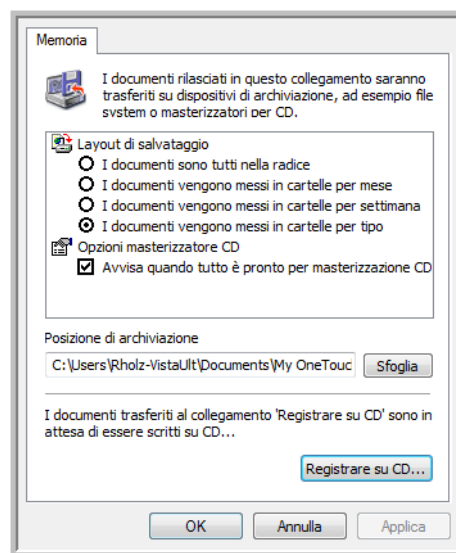 Memoria
I documenti rilasciati in questo collegamento saranno
trasferiti su dispositivi di archiviazione, ad esempio file
system o masterizzatori per CD.
Layout di salvataggio
I documenti sono tutti nella radice
I documenti vengono messi in cartelle per mese
I documenti vengono messi in cartelle per settimana
I documenti vengono messi in cartelle per tipo
Opzioni masterizzatore CD
Avvisa quando tutto è pronto per masterizzazione CD
Posizione di archiviazione
C:\Users\Rholz-VistaUlt\Documents\My OneTouc
Sfoglia
I documenti trasferiti al collegamento 'Registrare su CD' sono in
attesa di essere scritti su CD...
Registrare su CD...
OK Annulla Applica